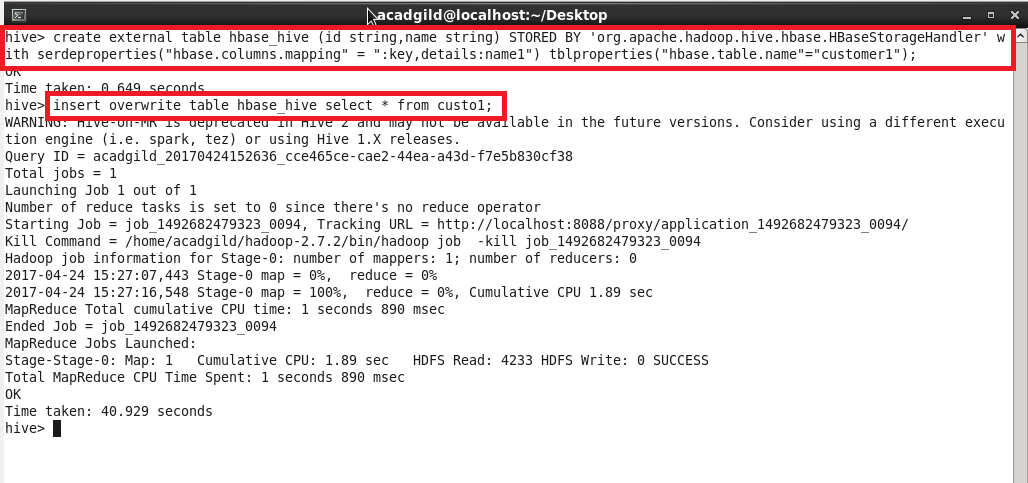 acadgild@localhost:~/Desktop
hive> create external table hbase_hive (id string,name string) STORED BY 'org.apache.hadoop.hive.hbase.HBaseStorageHandler' w
ith serdeproperties("hbase.columns.mapping" = ":key,details:name1") tblproperties("hbase.table.name"="customer1");
OK
Time taken: 0.649 seconds
hive> insert overwrite table hbase_hive select * from custo1;
WARNING: Hive-on-MR is deprecated in Hive 2 and may not be available in the future versions. Consider using a different execu
tion engine (i.e. spark, tez) or using Hive 1.X releases.
Query ID = acadgild_20170424152636_cce465ce-cae2-44ea-a43d-f7e5b830cf38
Total jobs = 1
Launching Job 1 out of 1
Number of reduce tasks is set to 0 since there's no reduce operator
Starting Job = job_1492682479323_0094, Tracking URL = http://localhost:8088/proxy/application_1492682479323_0094/
Kill Command = /home/acadgild/hadoop-2.7.2/bin/hadoop job  -kill job_1492682479323_0094
Hadoop job information for Stage-0: number of mappers: 1; number of reducers: 0
2017-04-24 15:27:07,443 Stage-0 map = 0%,  reduce = 0%
2017-04-24 15:27:16,548 Stage-0 map = 100%,  reduce = 0%, Cumulative CPU 1.89 sec
MapReduce Total cumulative CPU time: 1 seconds 890 msec
Ended Job = job_1492682479323_0094
MapReduce Jobs Launched:
Stage-Stage-0: Map: 1   Cumulative CPU: 1.89 sec   HDFS Read: 4233 HDFS Write: 0 SUCCESS
Total MapReduce CPU Time Spent: 1 seconds 890 msec
OK
Time taken: 40.929 seconds
hive>